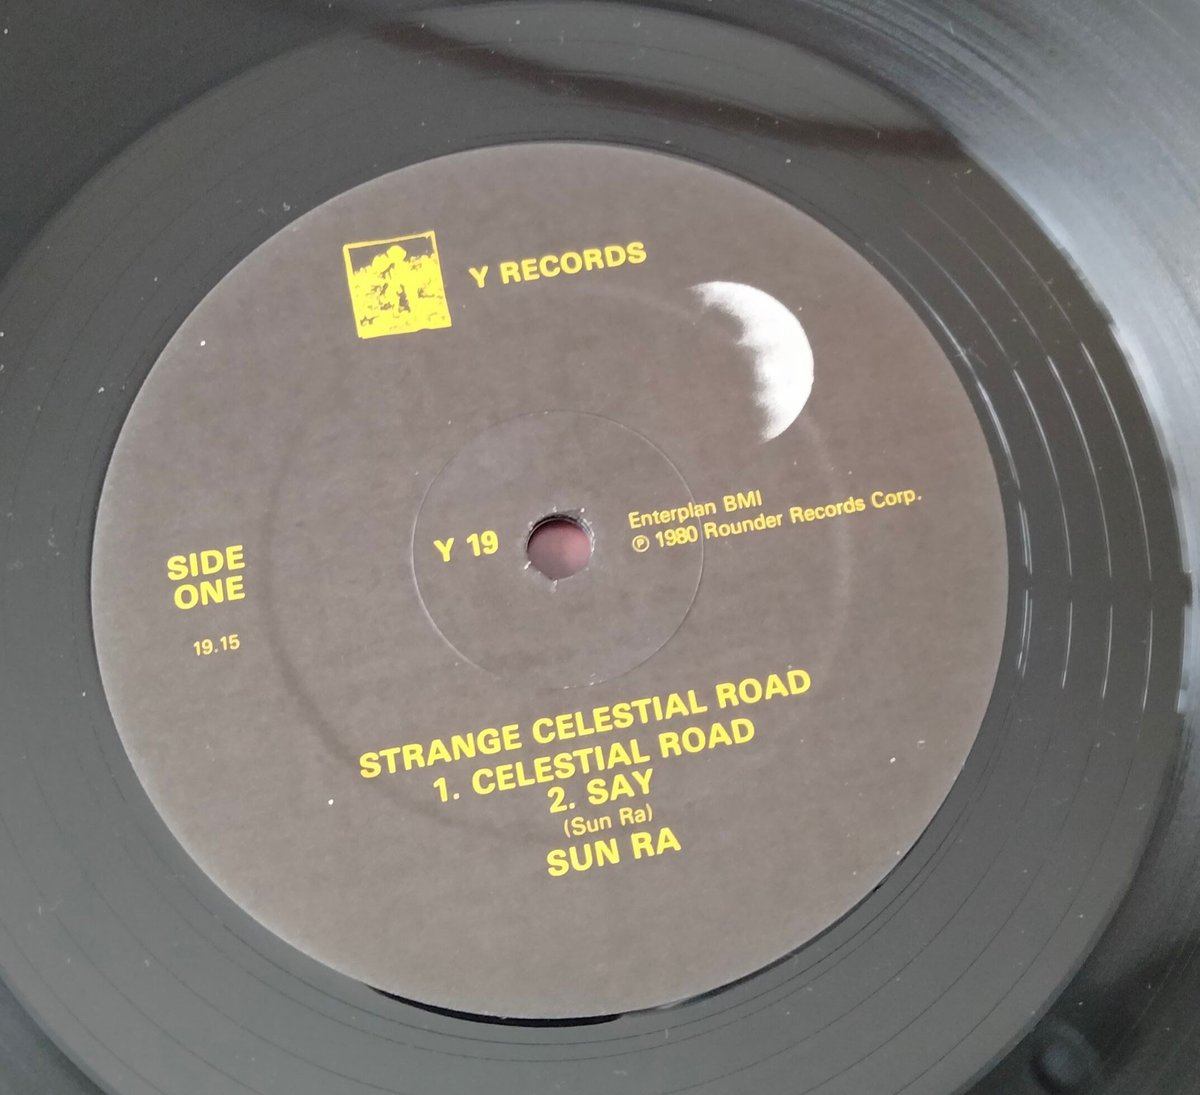 Y RECORDS
Enterplan BMI
℗ 1980 Rounder Records Corp.
Y 19
SIDE
ONE
19.15
STRANGE CELESTIAL ROAD
1. CELESTIAL ROAD
2. SAY
(Sun Ra)
SUN RA